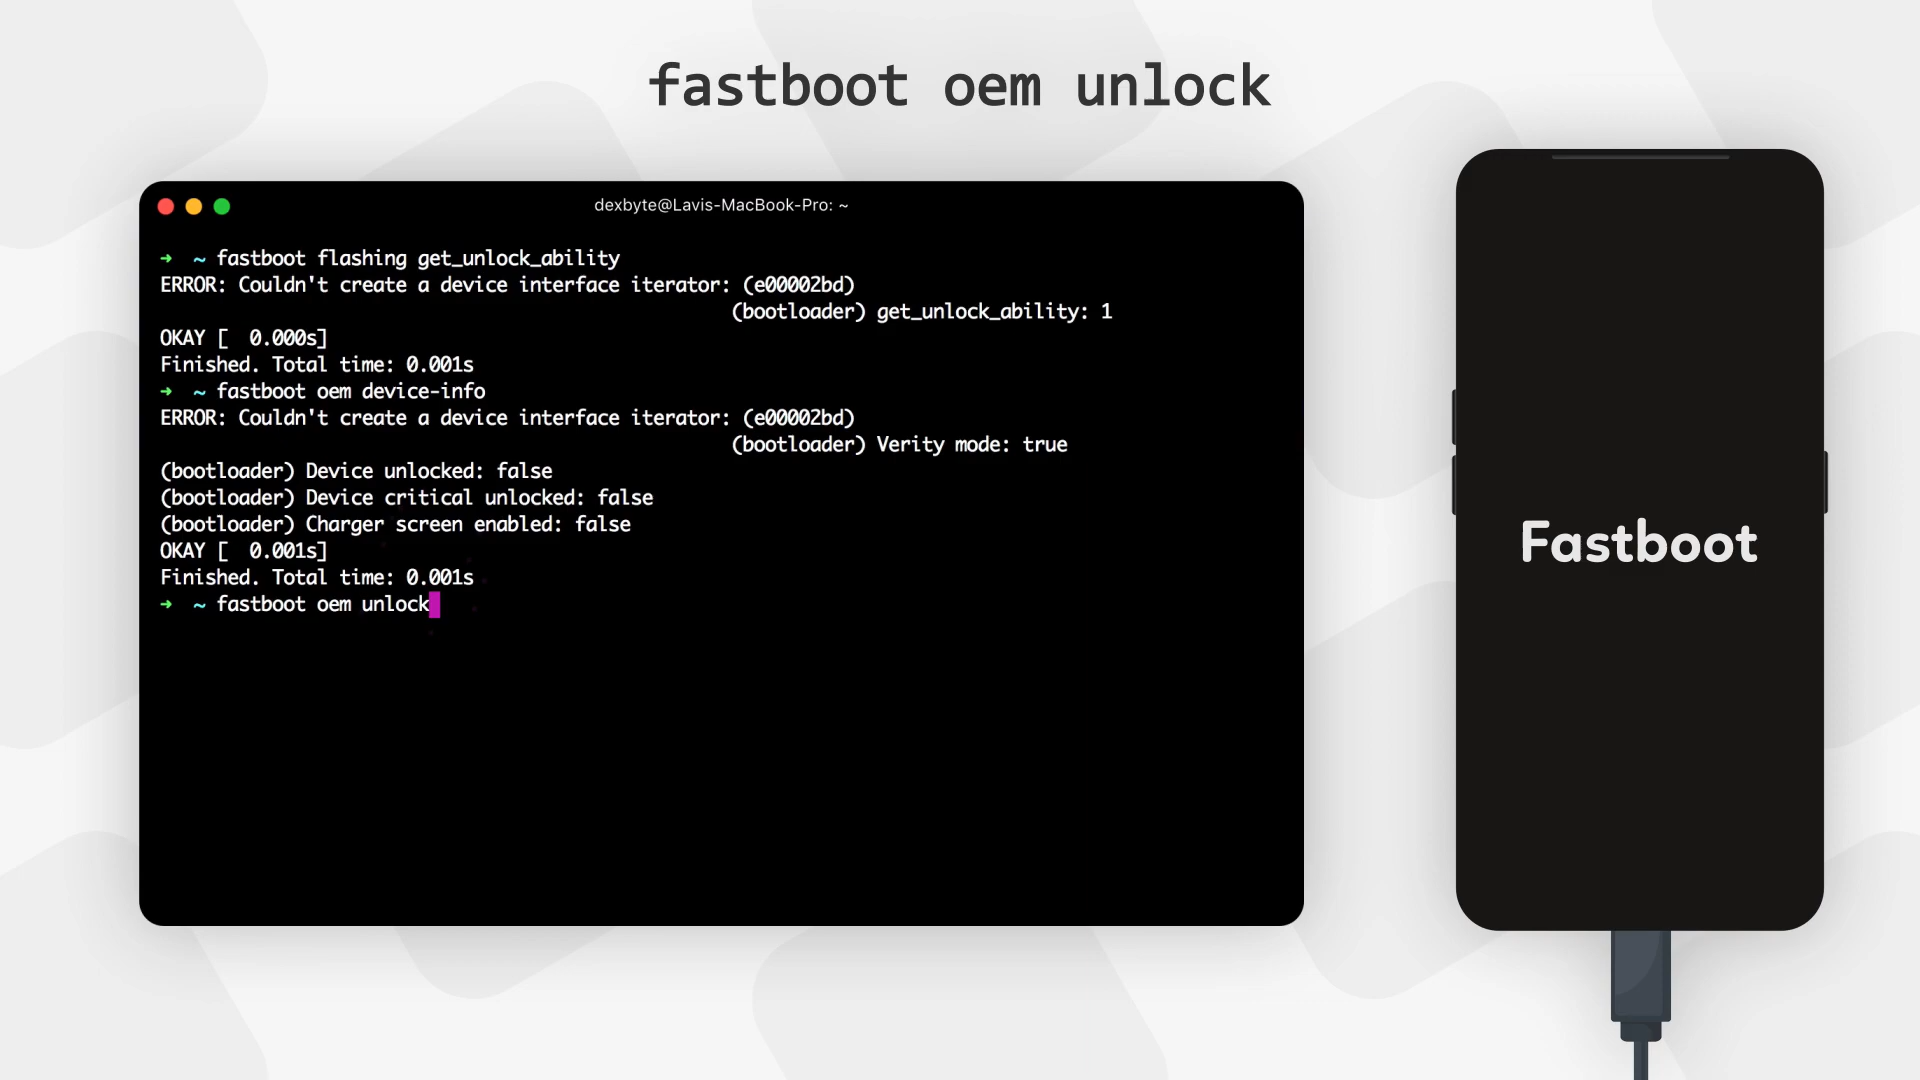 fastboot oem unlock
dexbyte@Lavis-MacBook-Pro: ~
➜ ~ fastboot flashing get_unlock_ability
ERROR: Couldn't create a device interface iterator: (e00002bd)
(bootloader) get_unlock_ability: 1
OKAY [  0.000s]
Finished. Total time: 0.001s
➜ ~ fastboot oem device-info
ERROR: Couldn't create a device interface iterator: (e00002bd)
(bootloader) Verity mode: true
(bootloader) Device unlocked: false
(bootloader) Device critical unlocked: false
(bootloader) Charger screen enabled: false
OKAY [  0.001s]
Finished. Total time: 0.001s
➜ ~ fastboot oem unlock
Fastboot